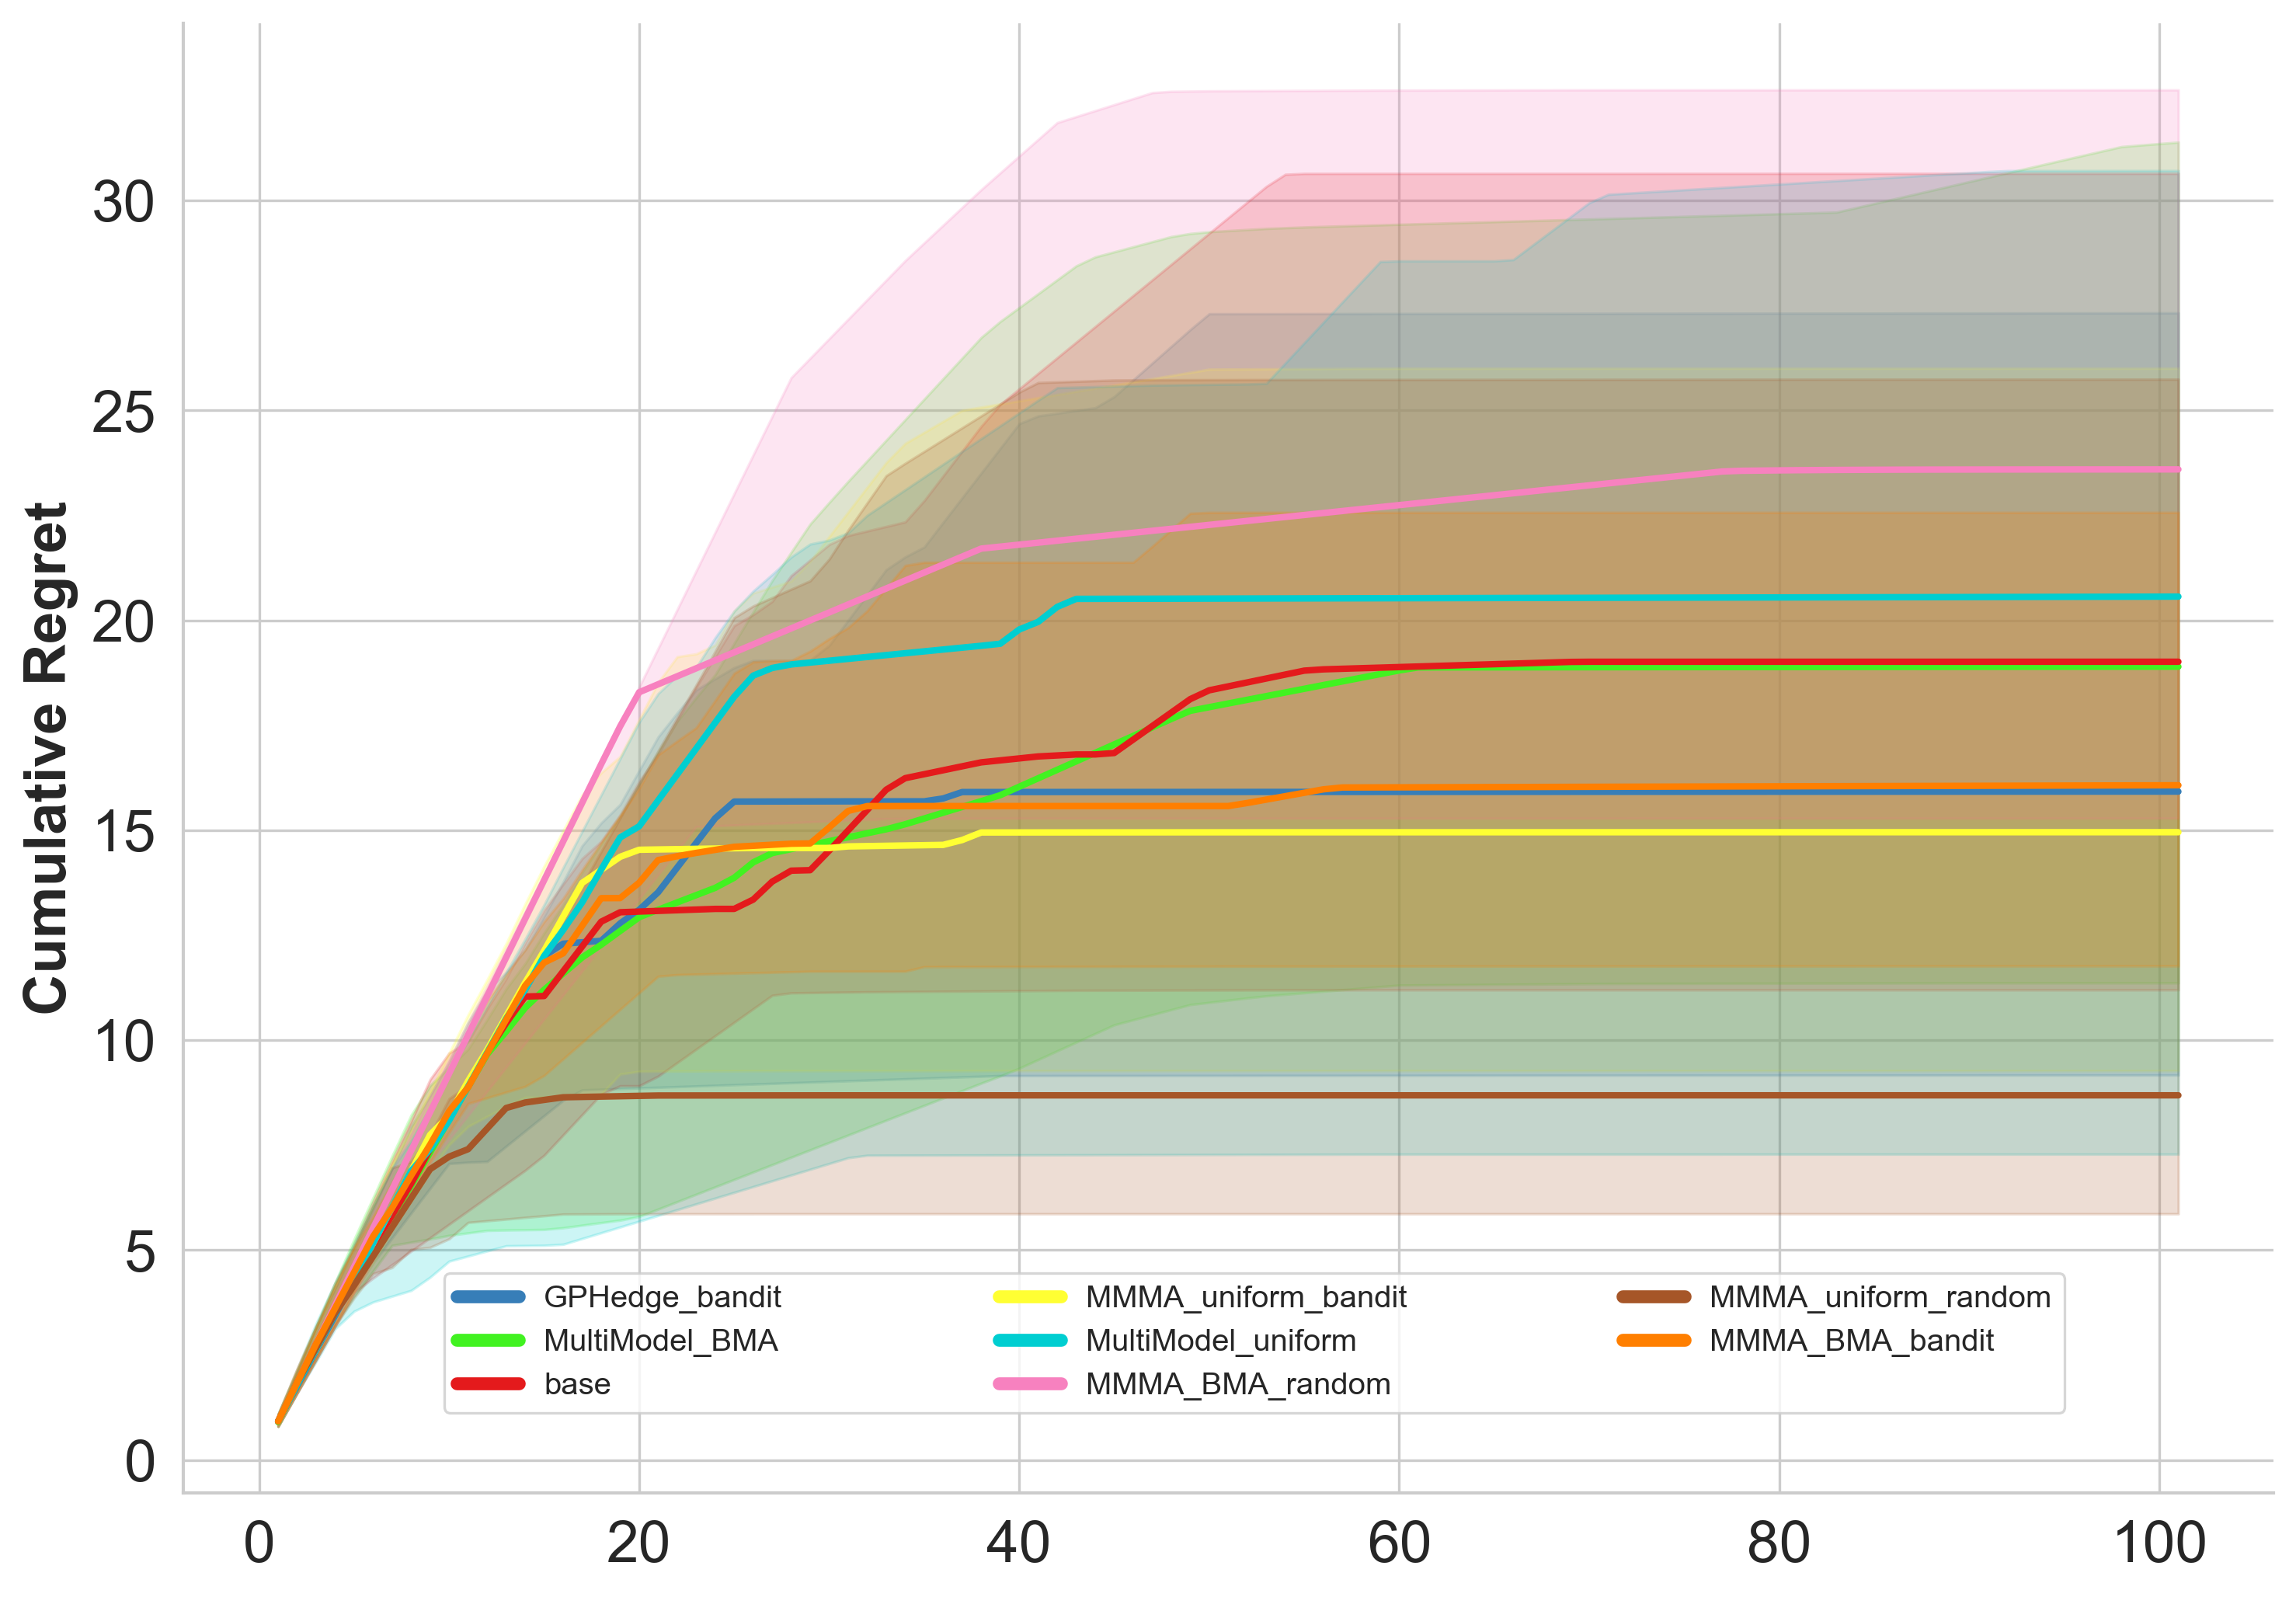 Cumulative Regret
30
25
20
15
10
5
0
GPHedge_bandit
MultiModel_BMA
base
MMMA_uniform_bandit
MultiModel_uniform
MMMA_BMA_random
MMMA_uniform_random
MMMA_BMA_bandit
0 20 40 60 80 100